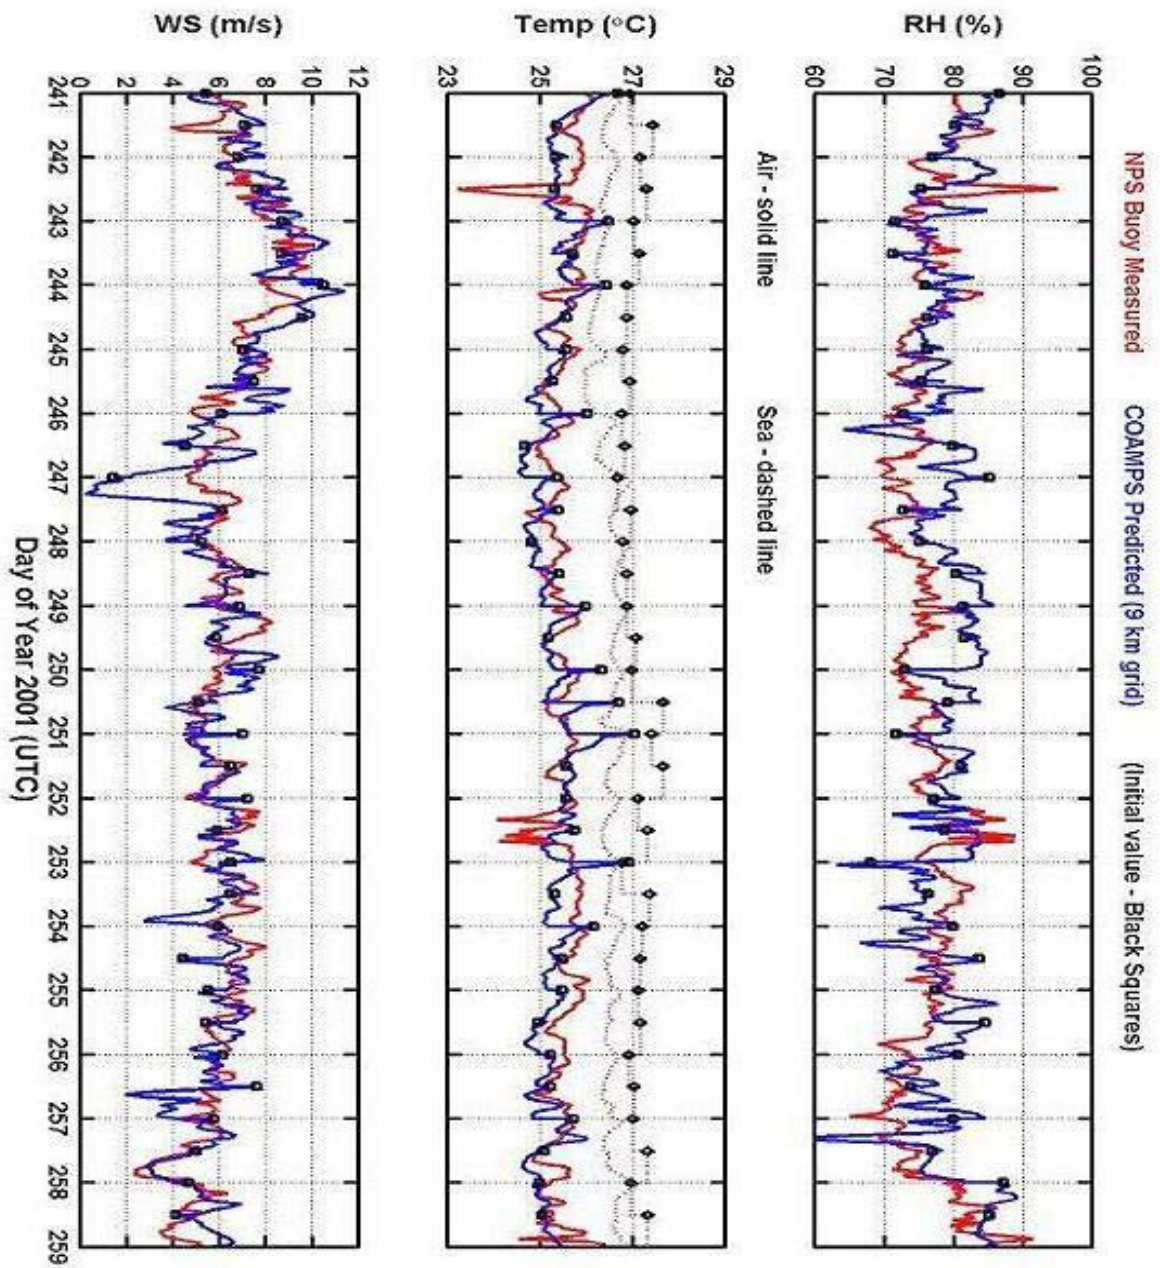 NPS Buoy Measured COAMPS Predicted (9 km grid) (Initial value - Black Squares)
RH (%)
100
90
80
70
60
Air - solid line Sea - dashed line
Temp (°C)
29
27
25
23
WS (m/s)
12
10
8
6
4
2
0
241 242 243 244 245 246 247 248 249 250 251 252 253 254 255 256 257 258 259
Day of Year 2001 (UTC)